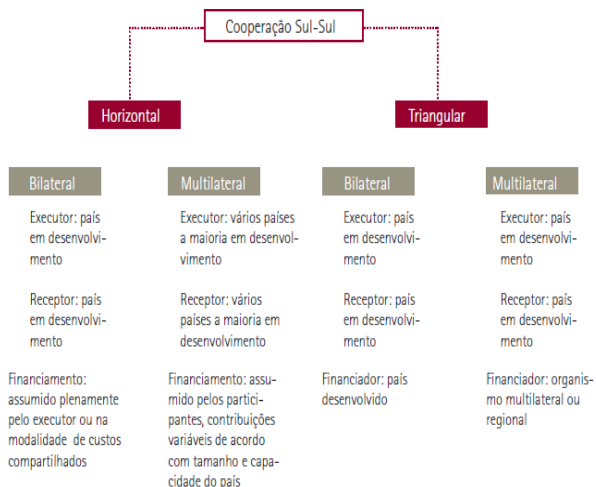 Cooperação Sul-Sul
Horizontal
Triangular
Bilateral
Executor: país
em desenvolvi-
mento
Receptor: país
em desenvolvi-
mento
Financiamento:
assumido plenamente
pelo executor ou na
modalidade de custos
compartilhados
Multilateral
Executor: vários países
a maioria em desenvol-
vimento
Receptor: vários
países a maioria em
desenvolvimento
Financiamento: assu-
mido pelos partici-
pantes, contribuições
variáveis de acordo
com tamanho e capa-
cidade do país
Bilateral
Executor: país
em desenvolvi-
mento
Receptor: país
em desenvolvi-
mento
Financiador: país
desenvolvido
Multilateral
Executor: país
em desenvolvi-
mento
Receptor: país
em desenvolvi-
mento
Financiador: organis-
mo multilateral ou
regional